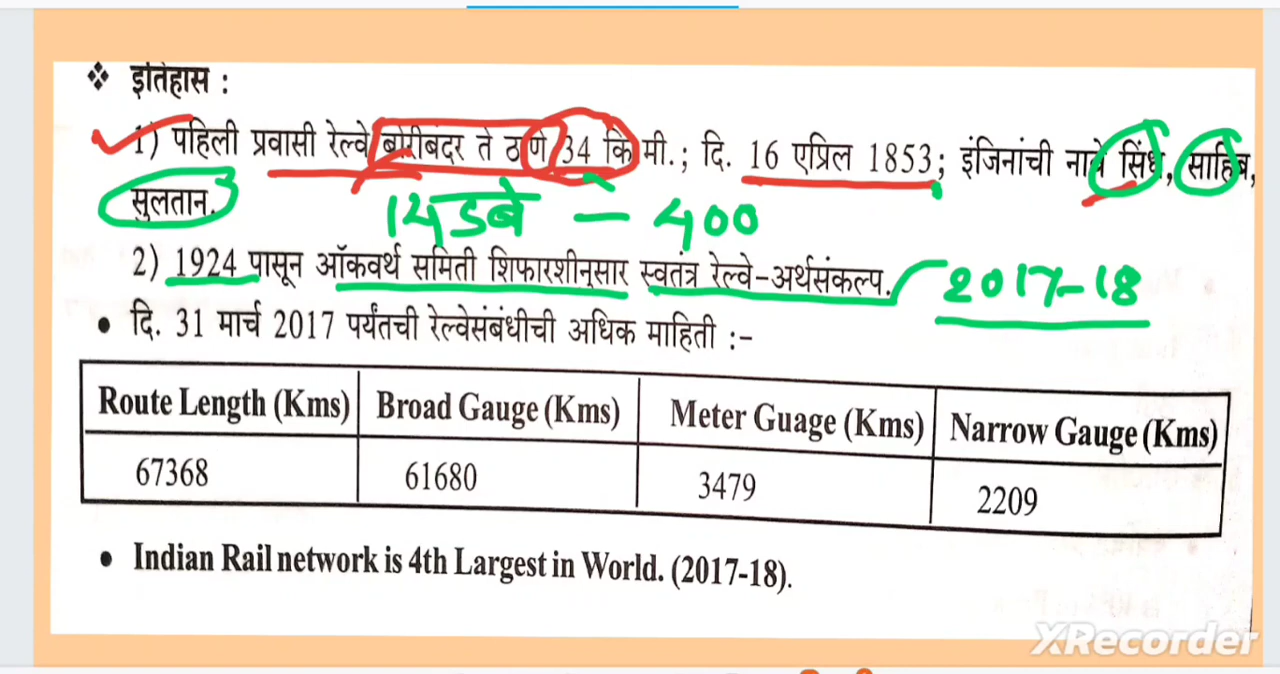 ❖ इतिहास :
1) पहिली प्रवासी रेल्वे बोरीबंदर ते ठाणे 34 कि मी.; दि. 16 एप्रिल 1853; इंजिनांची नावे सिंध, साहिब,
सुलतान.
14 डबे – 400
2) 1924 पासून ऑकवर्थ समिती शिफारशीनुसार स्वतंत्र रेल्वे-अर्थसंकल्प. 2017-18
• दि. 31 मार्च 2017 पर्यंतची रेल्वेसंबंधीची अधिक माहिती :-
Route Length (Kms) Broad Gauge (Kms) Meter Guage (Kms) Narrow Gauge (Kms)
67368 61680 3479 2209
• Indian Rail network is 4th Largest in World. (2017-18).
XRecorder